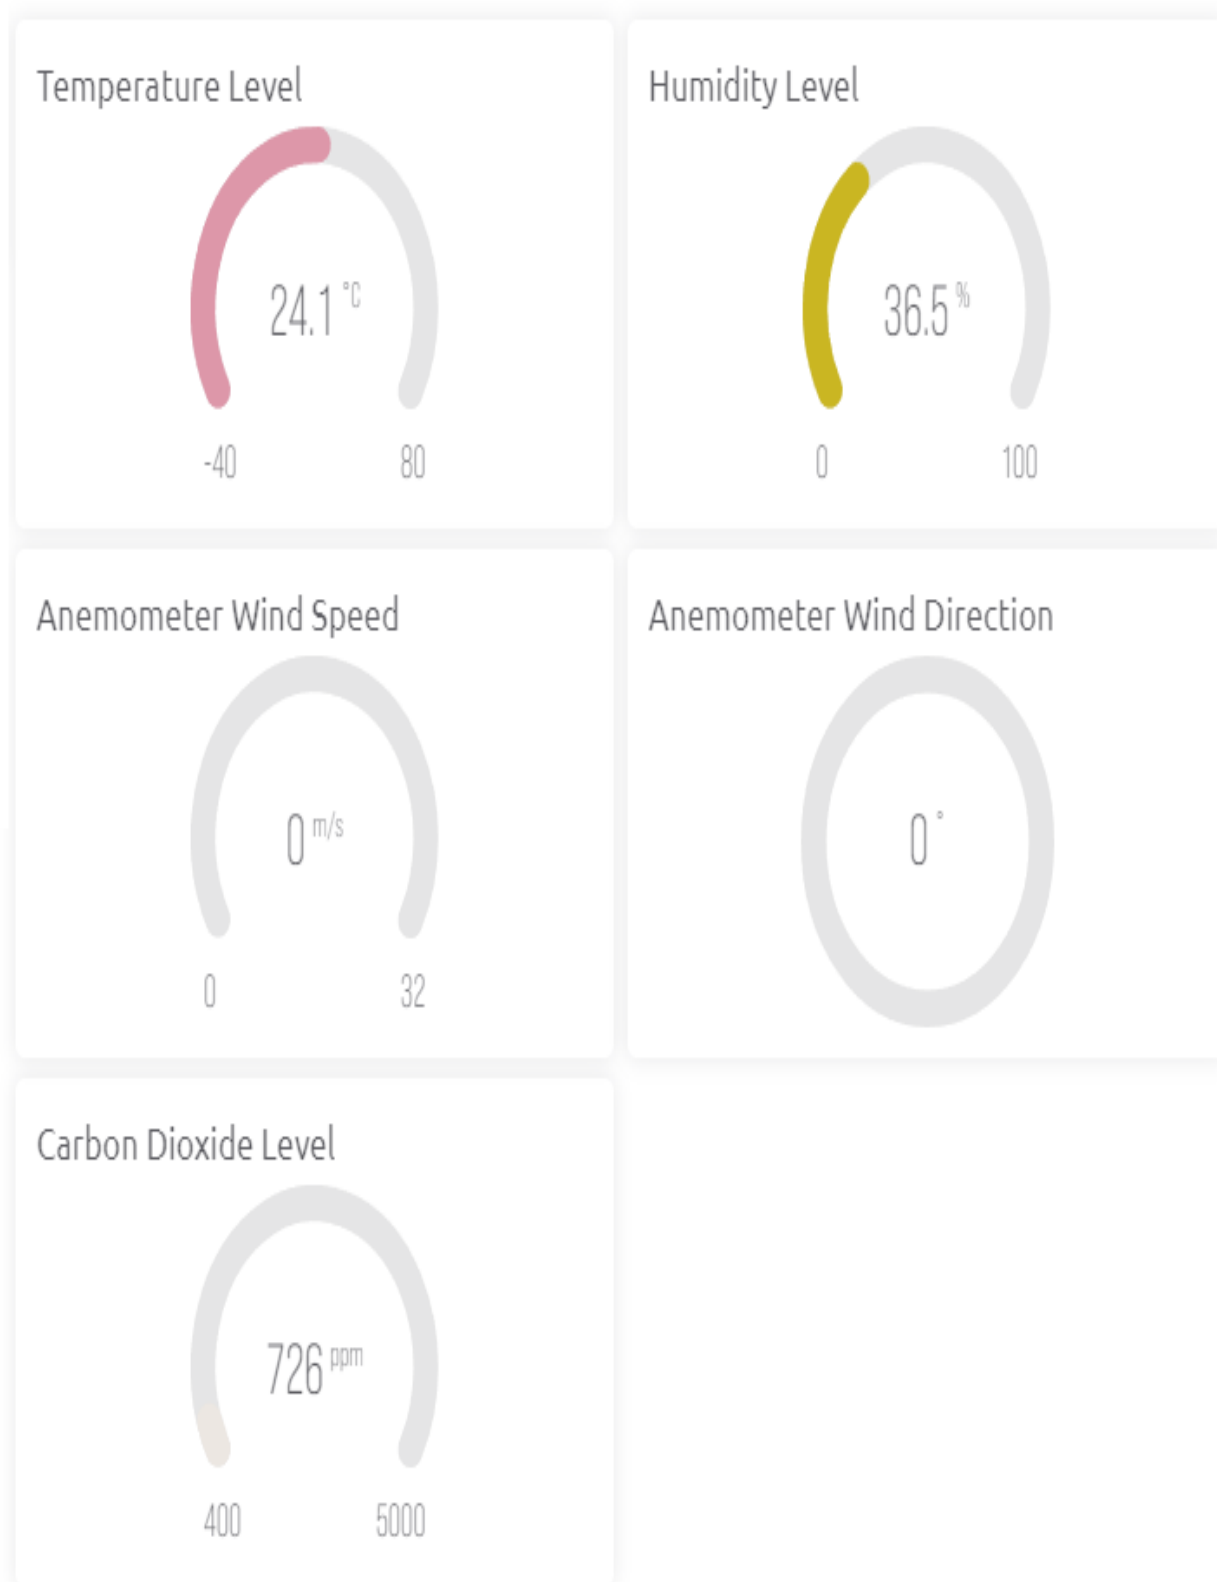 Temperature Level
24.1 °C
-40 80
Humidity Level
36.5 %
0 100
Anemometer Wind Speed
0 m/s
0 32
Anemometer Wind Direction
0 °
Carbon Dioxide Level
726 ppm
400 5000